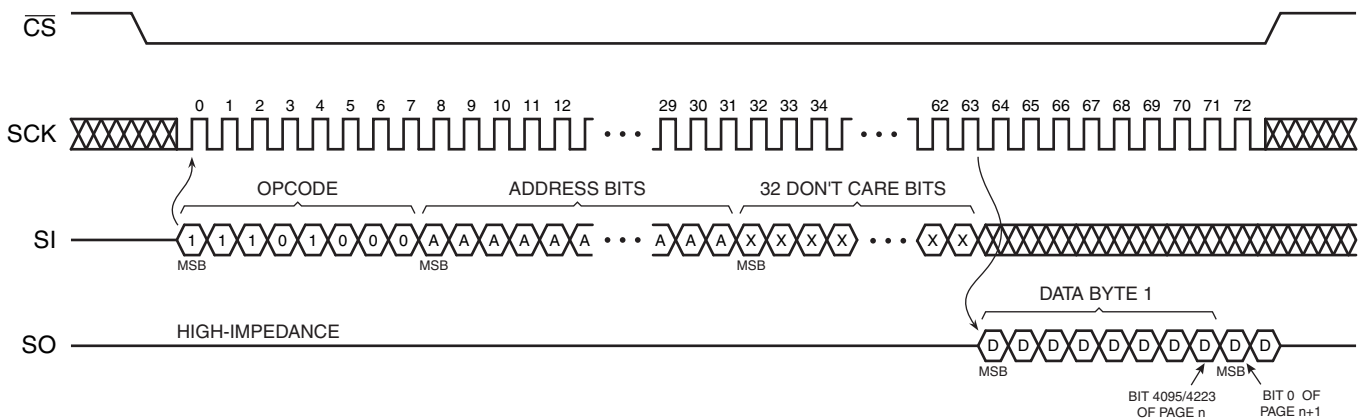 CS
0 1 2 3 4 5 6 7 8 9 10 11 12 29 30 31 32 33 34 62 63 64 65 66 67 68 69 70 71 72
SCK
OPCODE ADDRESS BITS 32 DON'T CARE BITS
SI 1 1 1 0 1 0 0 0 A A A A A A A A A X X X X X X
MSB MSB MSB
DATA BYTE 1
HIGH-IMPEDANCE
SO D D D D D D D D D D
MSB MSB
BIT 4095/4223 BIT 0 OF
OF PAGE n PAGE n+1